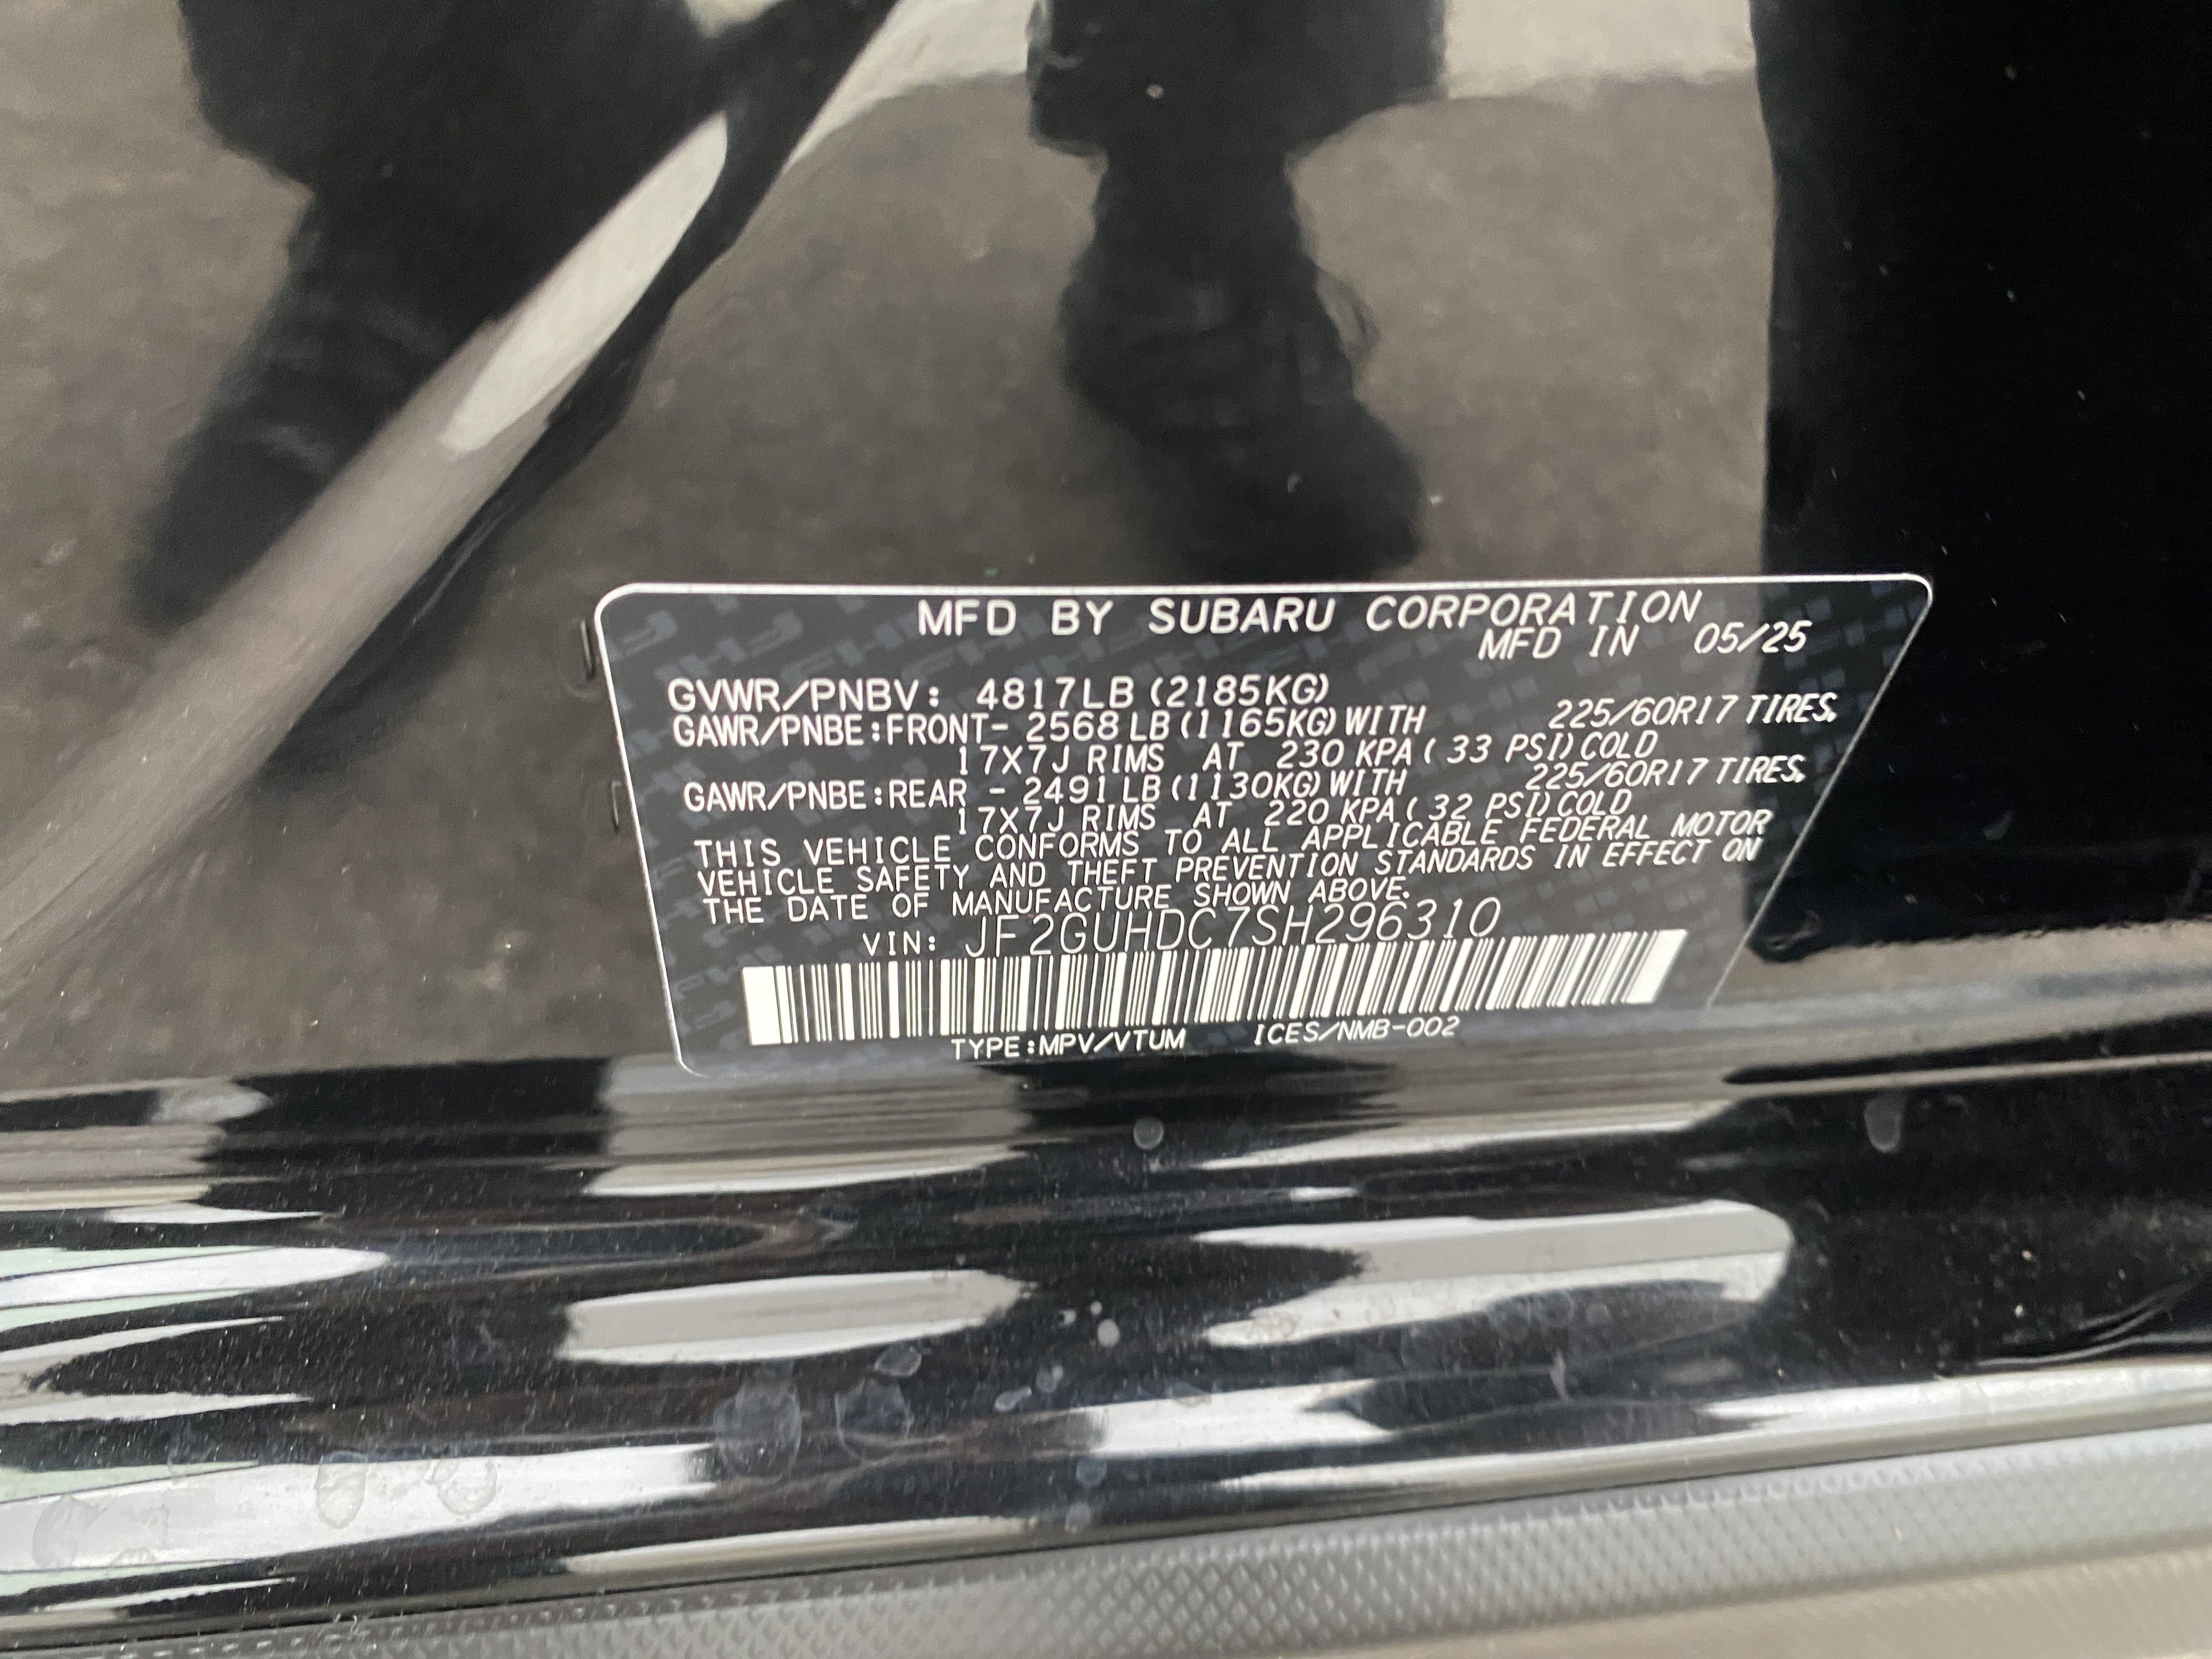 MFD BY SUBARU CORPORATION
MFD IN 05/25
GVWR/PNBV: 4817LB (2185KG)
GAWR/PNBE:FRONT- 2568 LB (1165KG) WITH 225/60R17 TIRES,
17X7J RIMS AT 230 KPA ( 33 PSI) COLD
GAWR/PNBE:REAR - 2491 LB (1130KG) WITH 225/60R17 TIRES,
17X7J RIMS AT 220 KPA ( 32 PSI) COLD
THIS VEHICLE CONFORMS TO ALL APPLICABLE FEDERAL MOTOR
VEHICLE SAFETY AND THEFT PREVENTION STANDARDS IN EFFECT ON
THE DATE OF MANUFACTURE SHOWN ABOVE.
VIN: JF2GUHDC7SH296310
TYPE:MPV/VTUM ICES/NMB-002